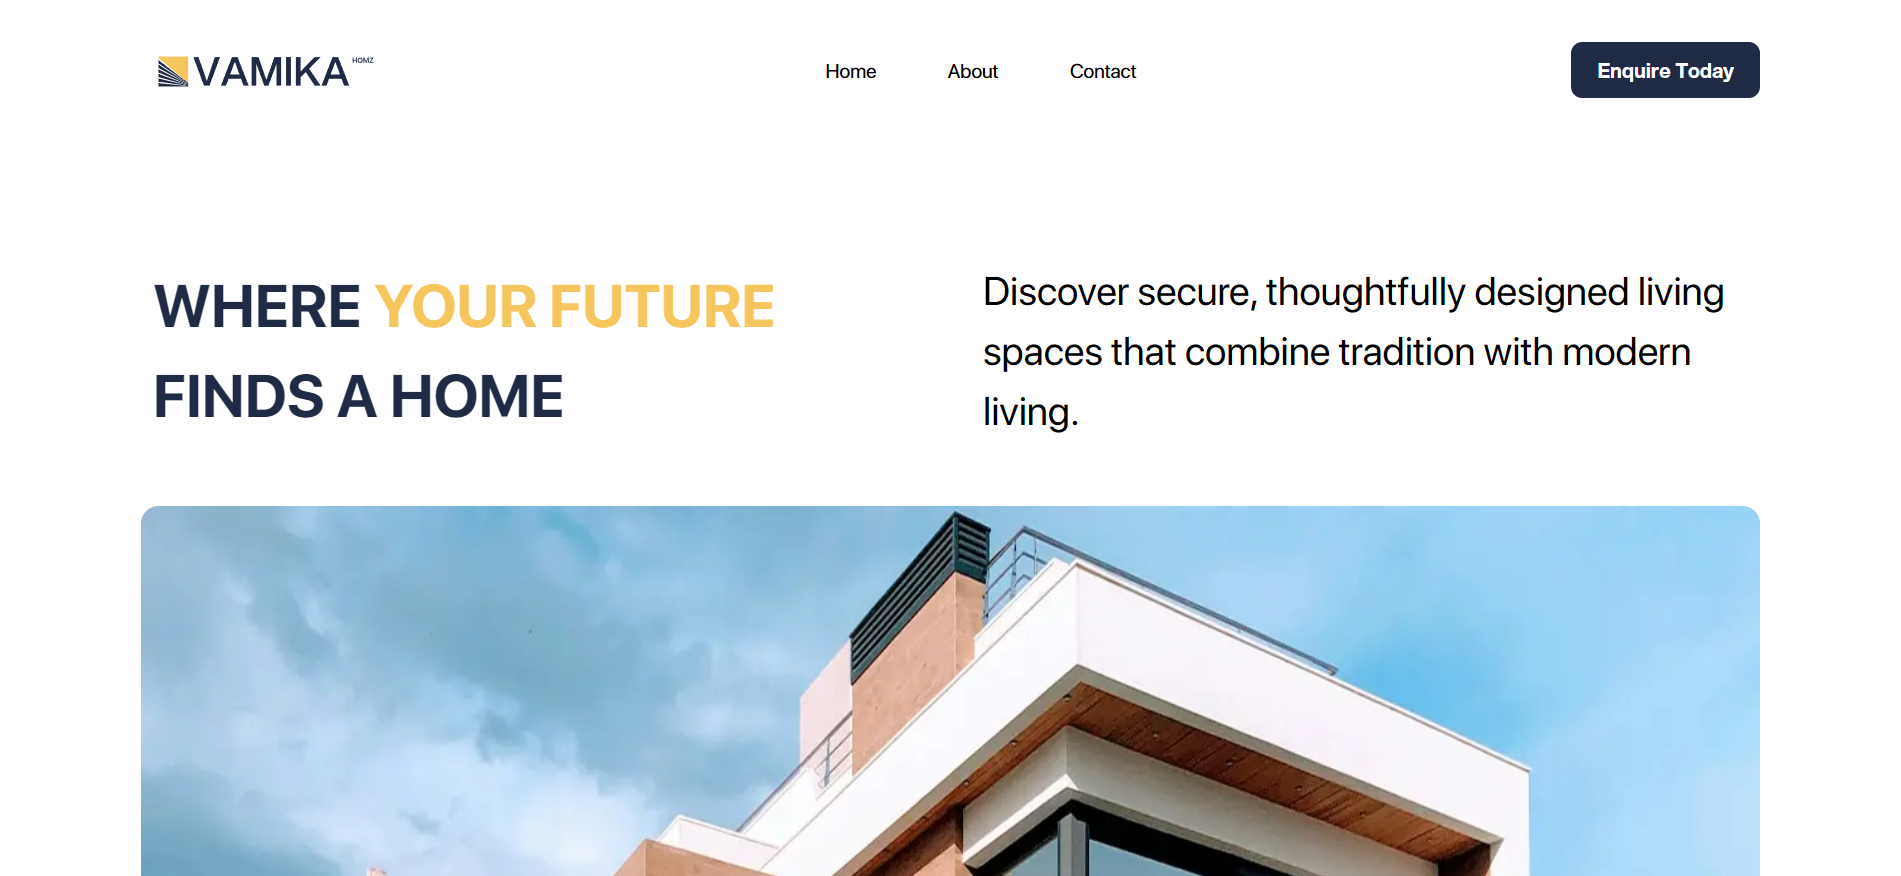 VAMIKA HOMZ
Home
About
Contact
Enquire Today
WHERE YOUR FUTURE
FINDS A HOME
Discover secure, thoughtfully designed living
spaces that combine tradition with modern
living.